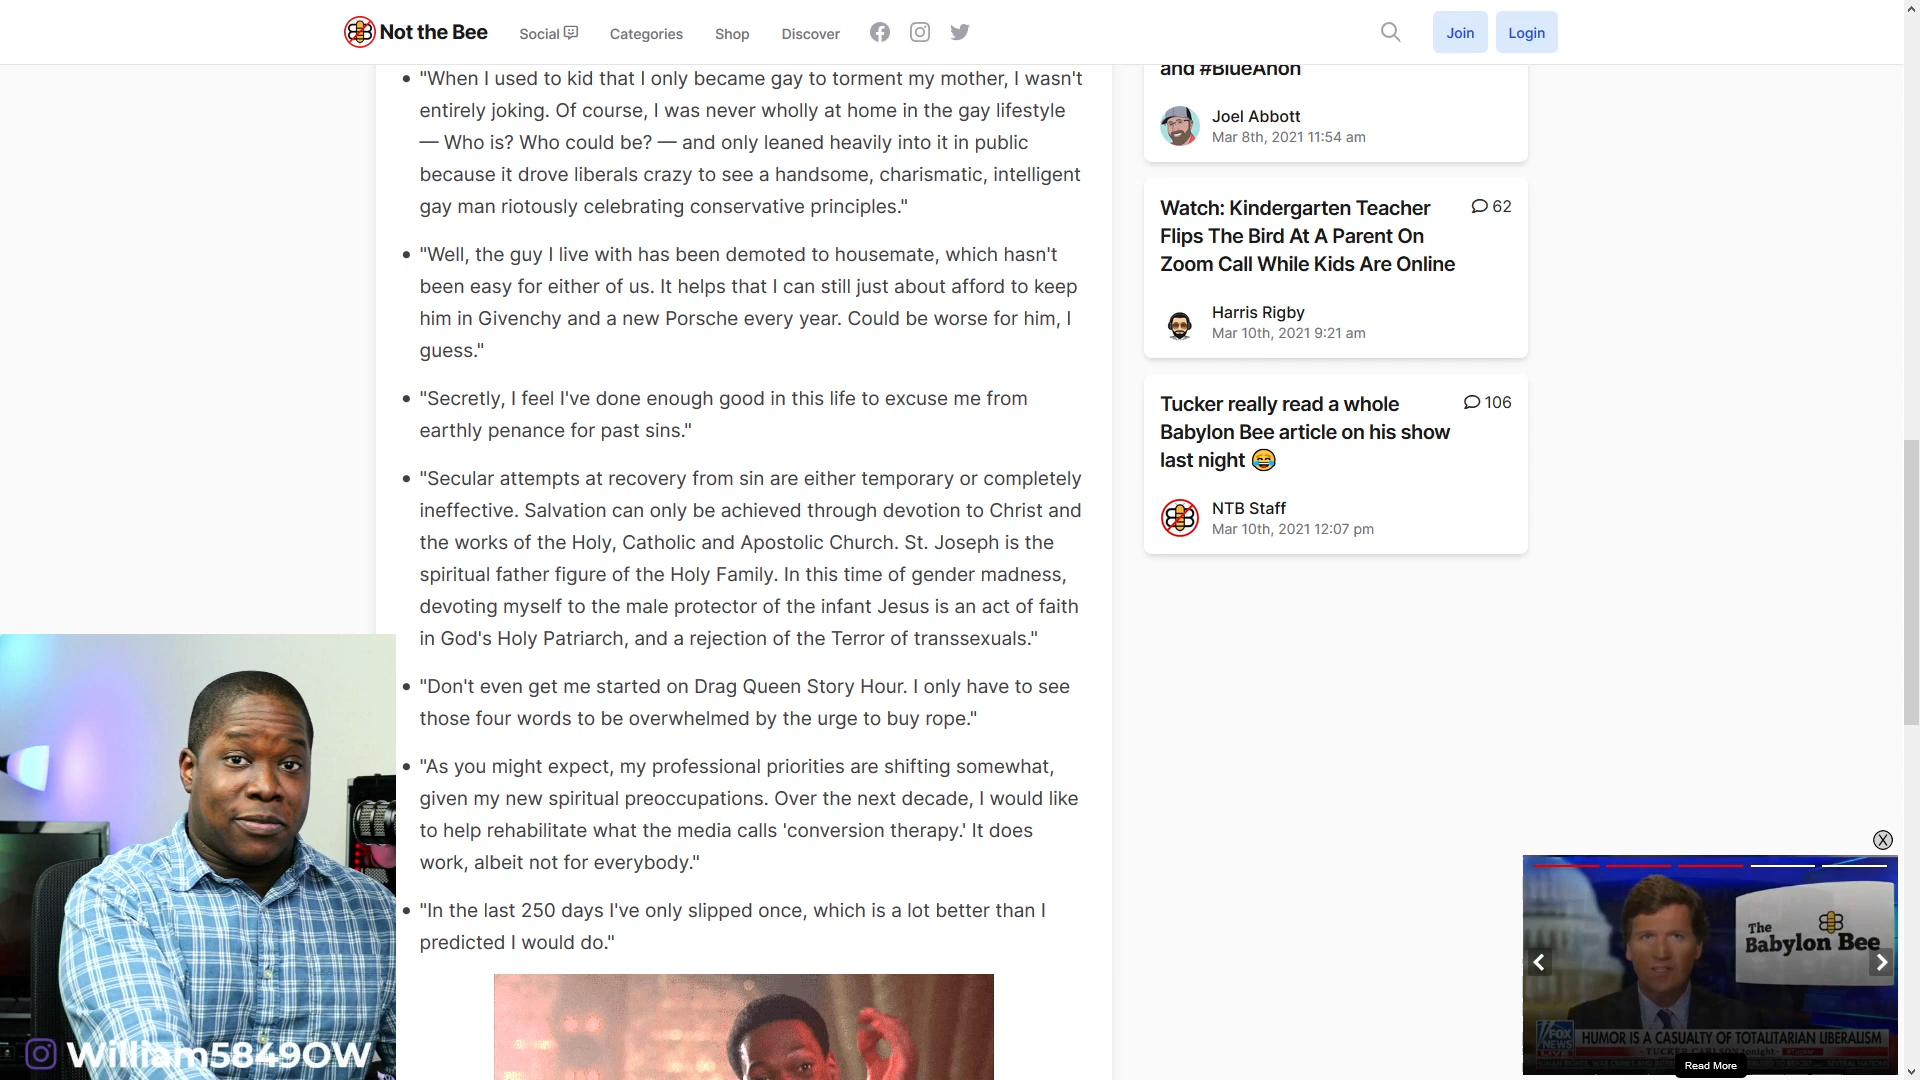 Not the Bee
Social
Categories
Shop
Discover
Join
Login
"When I used to kid that I only became gay to torment my mother, I wasn't
entirely joking. Of course, I was never wholly at home in the gay lifestyle
— Who is? Who could be? — and only leaned heavily into it in public
because it drove liberals crazy to see a handsome, charismatic, intelligent
gay man riotously celebrating conservative principles."
"Well, the guy I live with has been demoted to housemate, which hasn't
been easy for either of us. It helps that I can still just about afford to keep
him in Givenchy and a new Porsche every year. Could be worse for him, I
guess."
"Secretly, I feel I've done enough good in this life to excuse me from
earthly penance for past sins."
"Secular attempts at recovery from sin are either temporary or completely
ineffective. Salvation can only be achieved through devotion to Christ and
the works of the Holy, Catholic and Apostolic Church. St. Joseph is the
spiritual father figure of the Holy Family. In this time of gender madness,
devoting myself to the male protector of the infant Jesus is an act of faith
in God's Holy Patriarch, and a rejection of the Terror of transsexuals."
"Don't even get me started on Drag Queen Story Hour. I only have to see
those four words to be overwhelmed by the urge to buy rope."
"As you might expect, my professional priorities are shifting somewhat,
given my new spiritual preoccupations. Over the next decade, I would like
to help rehabilitate what the media calls 'conversion therapy.' It does
work, albeit not for everybody."
"In the last 250 days I've only slipped once, which is a lot better than I
predicted I would do."
and #BlueAnon
Joel Abbott
Mar 8th, 2021 11:54 am
Watch: Kindergarten Teacher
Flips The Bird At A Parent On
Zoom Call While Kids Are Online
62
Harris Rigby
Mar 10th, 2021 9:21 am
Tucker really read a whole
Babylon Bee article on his show
last night 😂
106
NTB Staff
Mar 10th, 2021 12:07 pm
X
The
Babylon Bee
FOX
NEWS
LIVE
HUMOR IS A CASUALTY OF TOTALITARIAN LIBERALISM
TUCKER CARLSON tonight
Read More
William5849OW